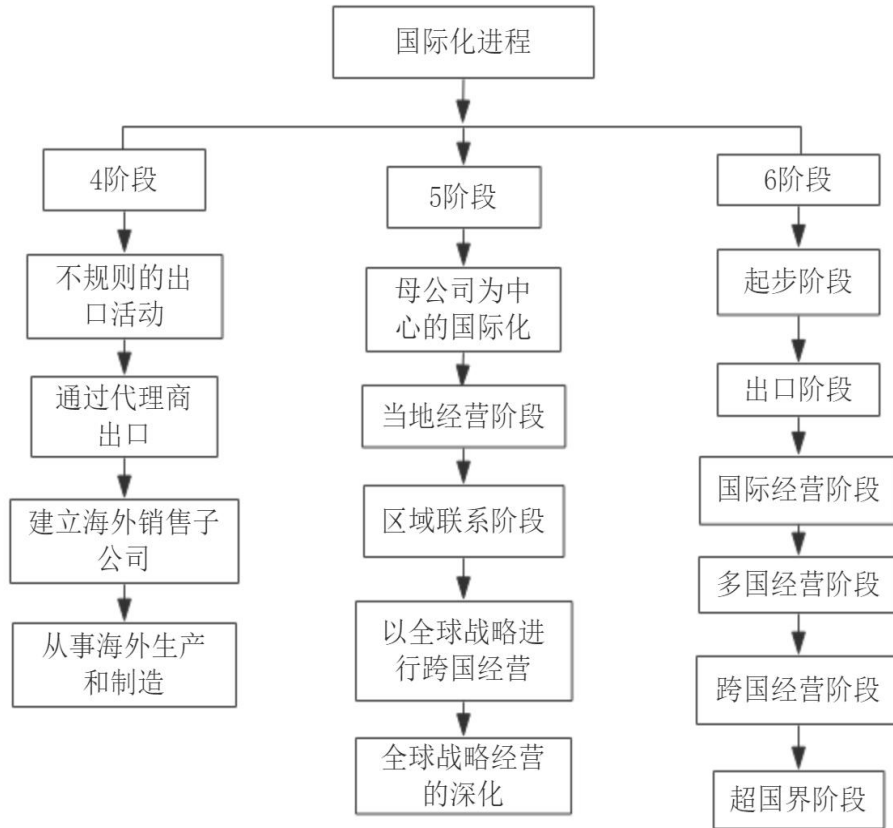 国际化进程
4阶段
不规则的出
口活动
通过代理商
出口
建立海外销售子
公司
从事海外生产
和制造
5阶段
母公司为中
心的国际化
当地经营阶段
区域联系阶段
以全球战略进
行跨国经营
全球战略经营
的深化
6阶段
起步阶段
出口阶段
国际经营阶段
多国经营阶段
跨国经营阶段
超国界阶段